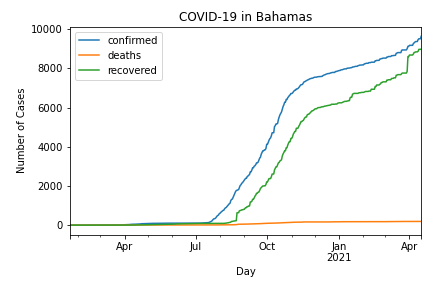 COVID-19 in Bahamas
confirmed
deaths
recovered
Number of Cases
10000
8000
6000
4000
2000
0
Apr Jul Oct Jan Apr
2021
Day